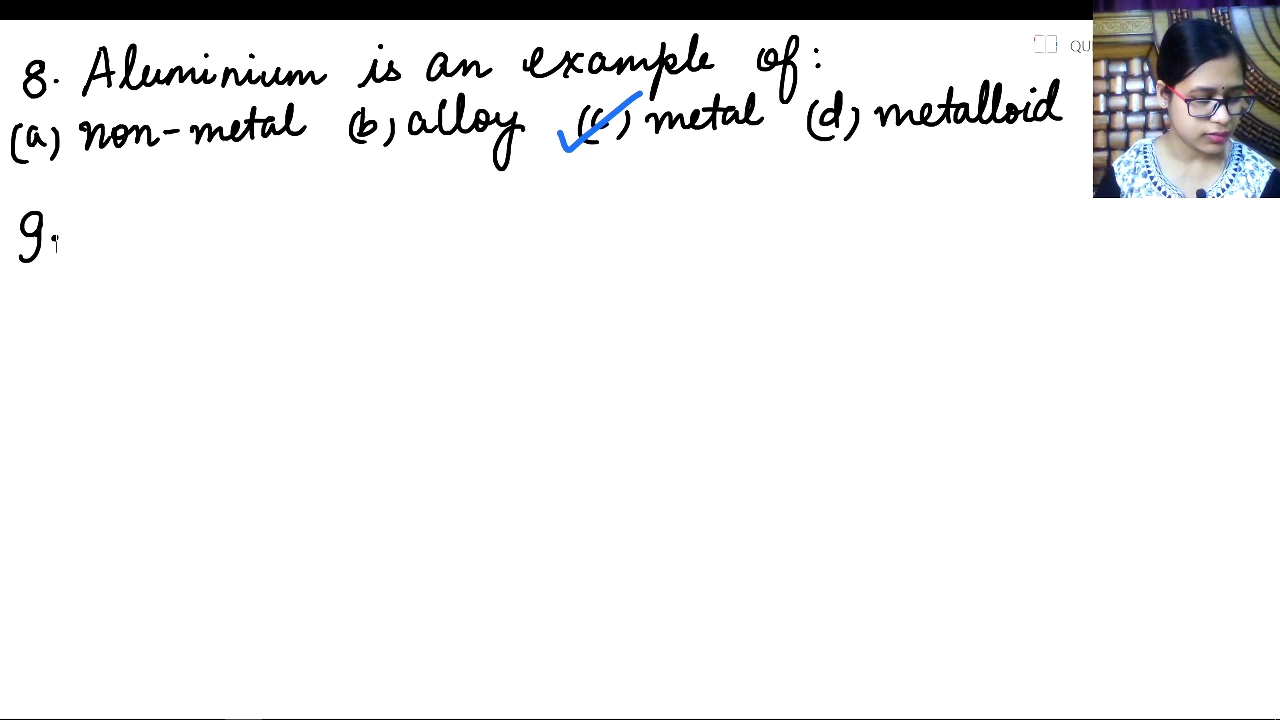 8. Aluminium is an example of:
(a) non-metal (b) alloy (c) metal (d) metalloid
9.